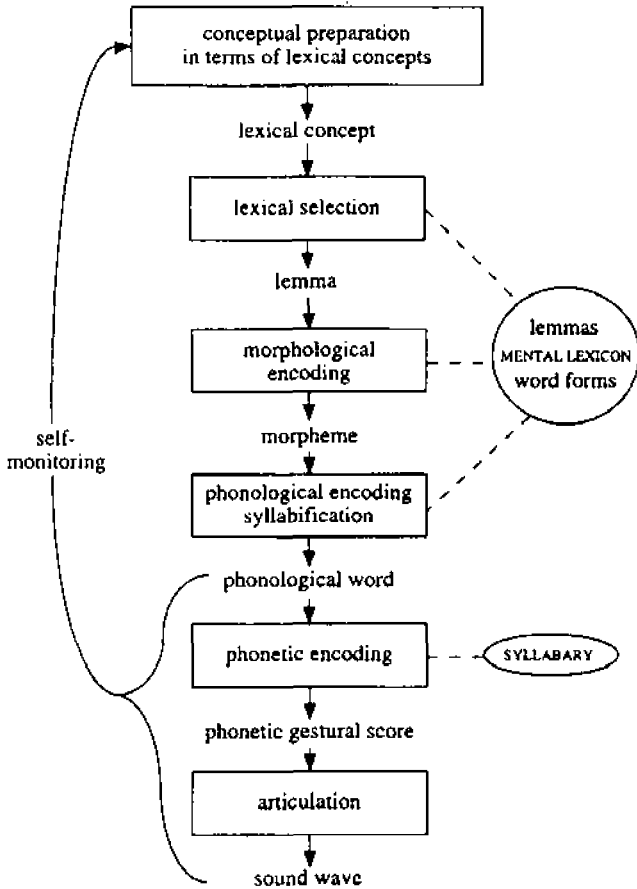 conceptual preparation
in terms of lexical concepts
lexical concept
lexical selection
lemma
lemmas
MENTAL LEXICON
word forms
morphological
encoding
morpheme
self-
monitoring
phonological encoding
syllabification
phonological word
phonetic encoding
SYLLABARY
phonetic gestural score
articulation
sound wave